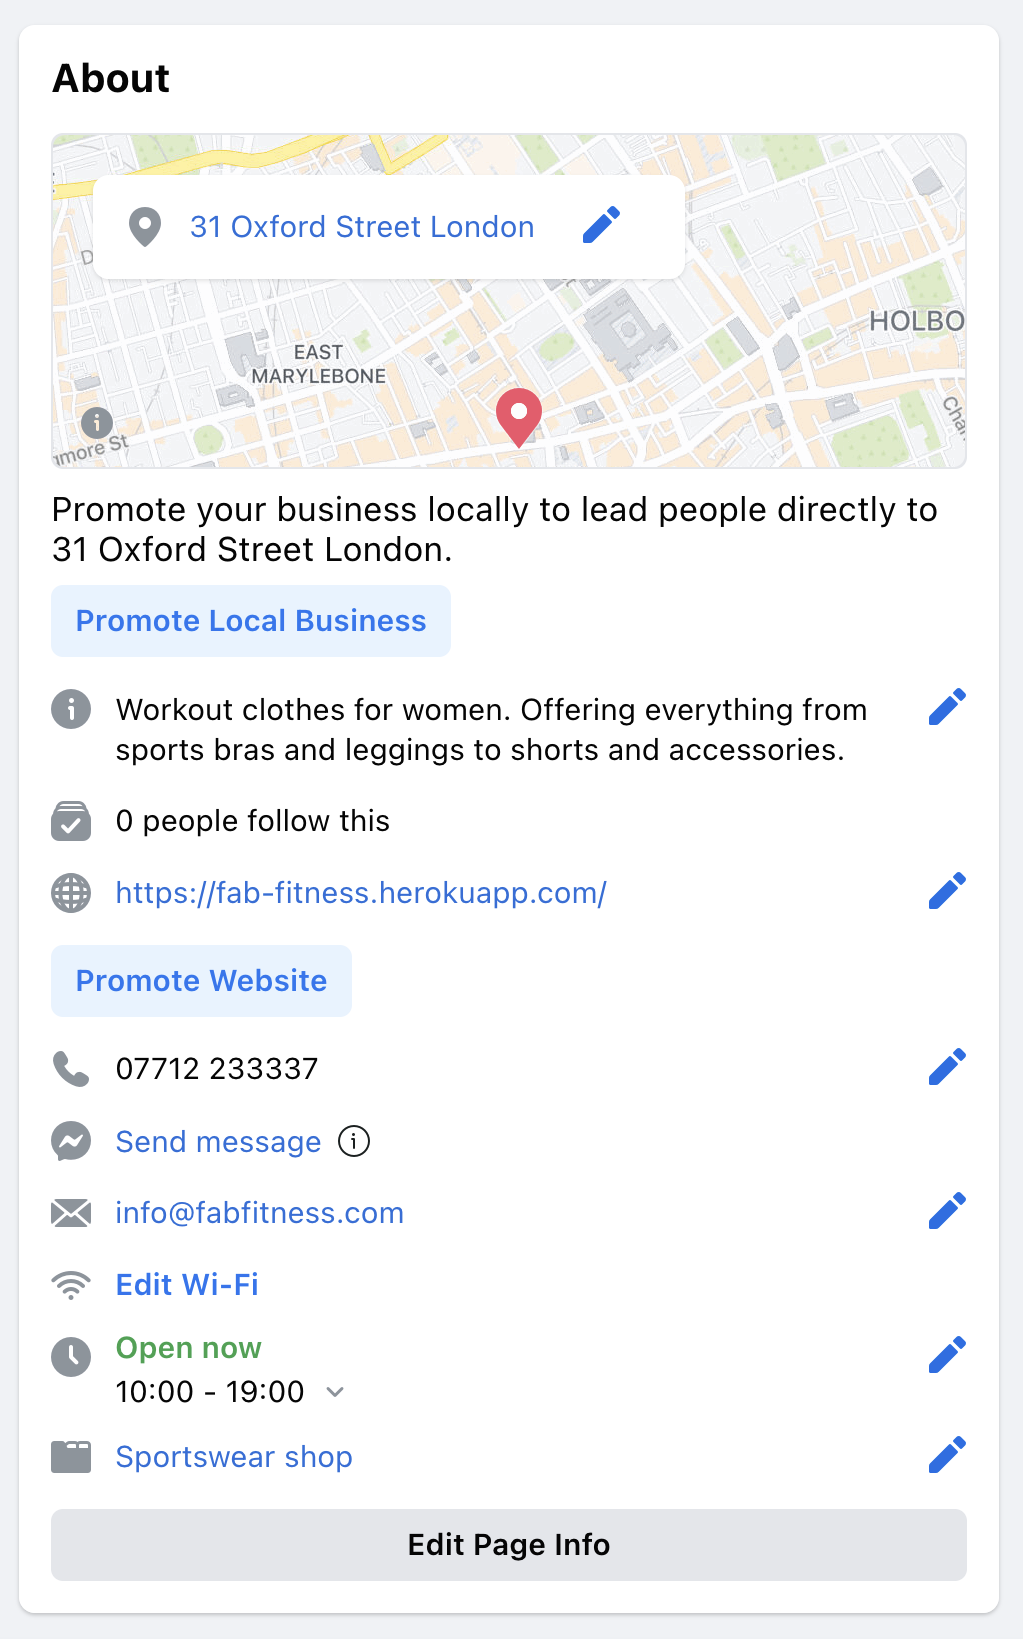 About
31 Oxford Street London
HOLBO
EAST
MARYLEBONE
more St
Promote your business locally to lead people directly to
31 Oxford Street London.
Promote Local Business
Workout clothes for women. Offering everything from
sports bras and leggings to shorts and accessories.
0 people follow this
https://fab-fitness.herokuapp.com/
Promote Website
07712 233337
Send message
info@fabfitness.com
Edit Wi-Fi
Open now
10:00 - 19:00
Sportswear shop
Edit Page Info